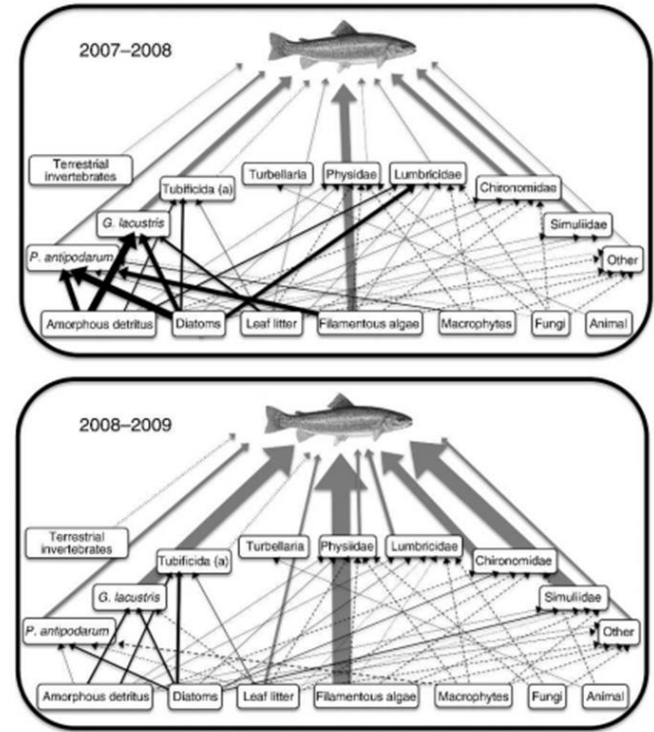 2007–2008
Terrestrial
invertebrates
Tubificida (a)
Turbellaria
Physidae
Lumbricidae
Chironomidae
G. lacustris
Simuliidae
P. antipodarum
Other
Amorphous detritus
Diatoms
Leaf litter
Filamentous algae
Macrophytes
Fungi
Animal
2008–2009
Terrestrial
invertebrates
Tubificida (a)
Turbellaria
Physiidae
Lumbricidae
Chironomidae
G. lacustris
Simuliidae
P. antipodarum
Other
Amorphous detritus
Diatoms
Leaf litter
Filamentous algae
Macrophytes
Fungi
Animal